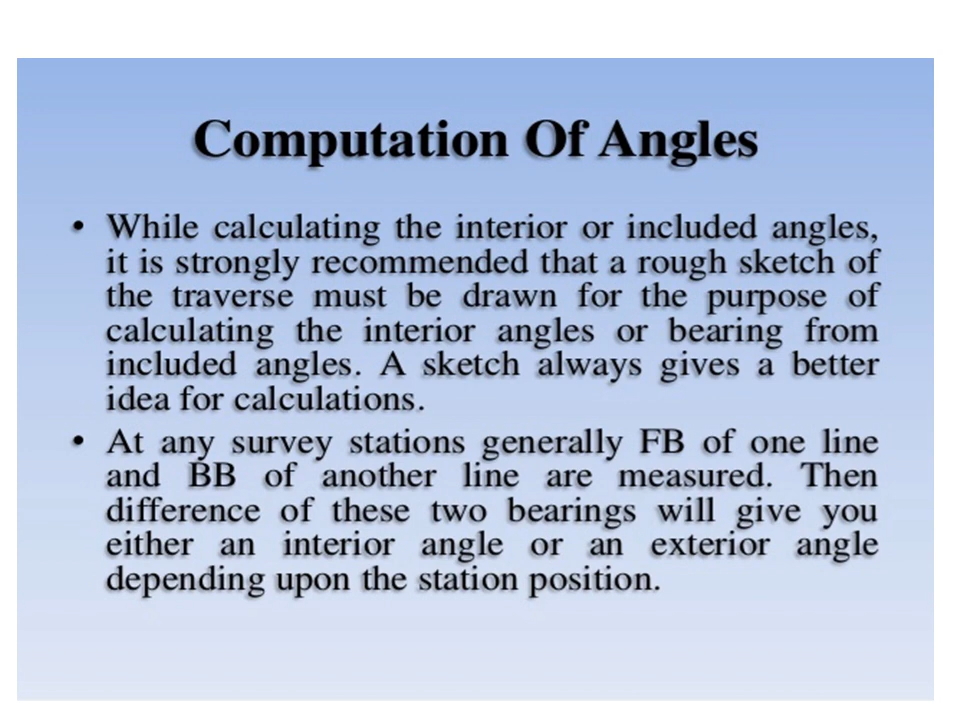 Computation Of Angles
• While calculating the interior or included angles,
it is strongly recommended that a rough sketch of
the traverse must be drawn for the purpose of
calculating the interior angles or bearing from
included angles. A sketch always gives a better
idea for calculations.
• At any survey stations generally FB of one line
and BB of another line are measured. Then
difference of these two bearings will give you
either an interior angle or an exterior angle
depending upon the station position.